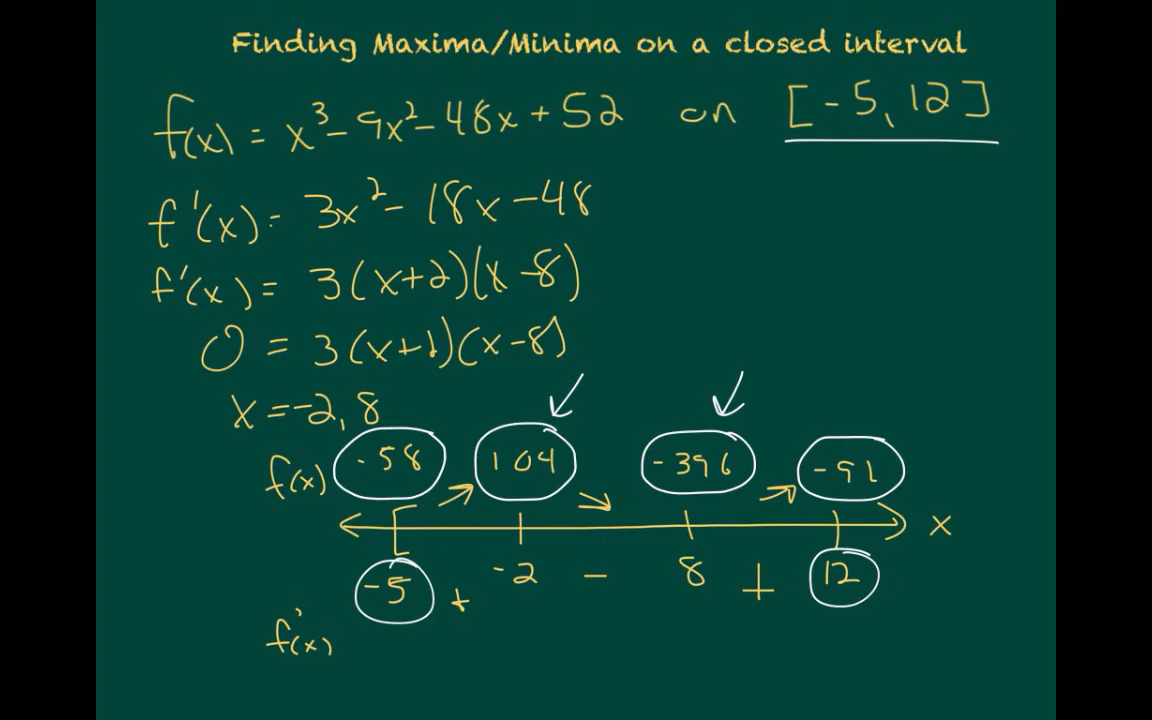 Finding Maxima/Minima on a closed interval
f(x) = x³ - 9x² - 48x + 52 on [-5, 12]
f'(x) = 3x² - 18x - 48
f'(x) = 3(x+2)(x-8)
0 = 3(x+2)(x-8)
x = -2, 8
f(x) -58 104 -396 -92
x
-5 + -2 - 8 + 12
f'(x)